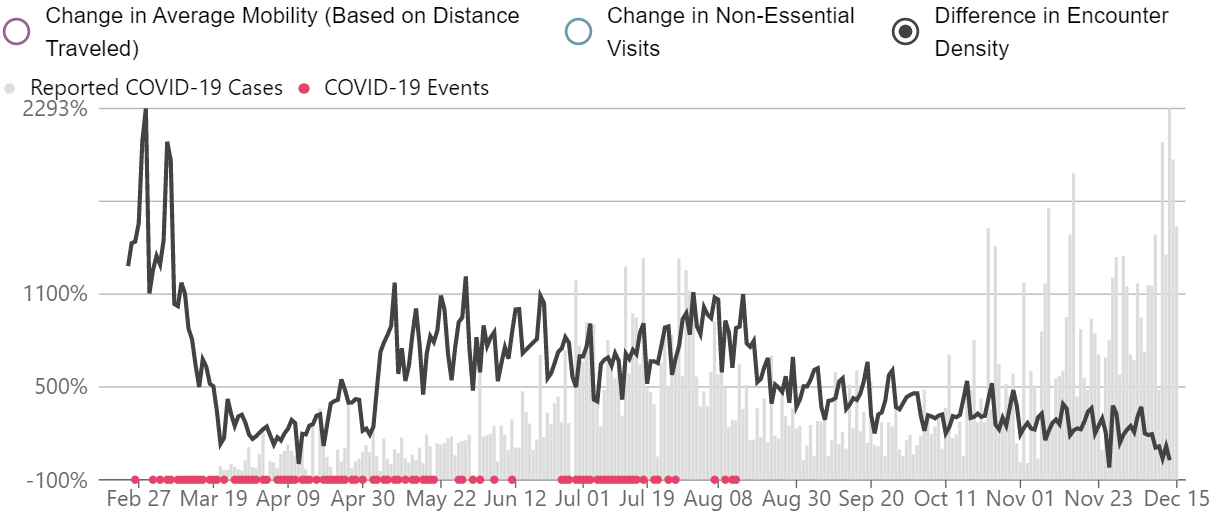 Change in Average Mobility (Based on Distance Traveled)
Change in Non-Essential Visits
Difference in Encounter Density
Reported COVID-19 Cases
COVID-19 Events
2293%
1100%
500%
-100%
Feb 27 Mar 19 Apr 09 Apr 30 May 22 Jun 12 Jul 01 Jul 19 Aug 08 Aug 30 Sep 20 Oct 11 Nov 01 Nov 23 Dec 15